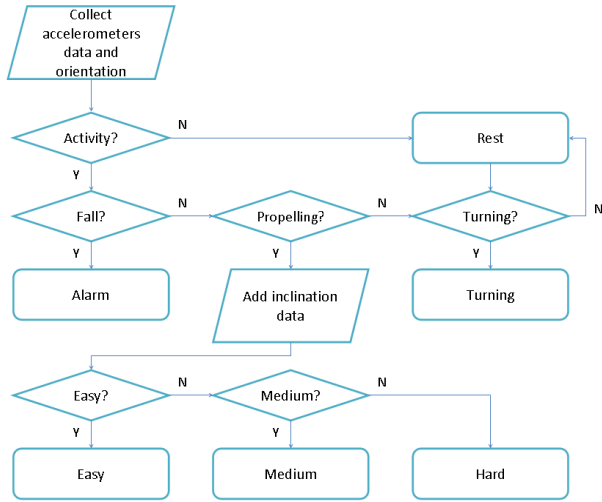 Collect
accelerometers
data and
orientation
N
Activity?
Rest
Y
N
N
Fall?
Propelling?
Turning?
N
Y
Y
Y
Alarm
Add inclination
data
Turning
N
N
Easy?
Medium?
Y
Y
Easy
Medium
Hard